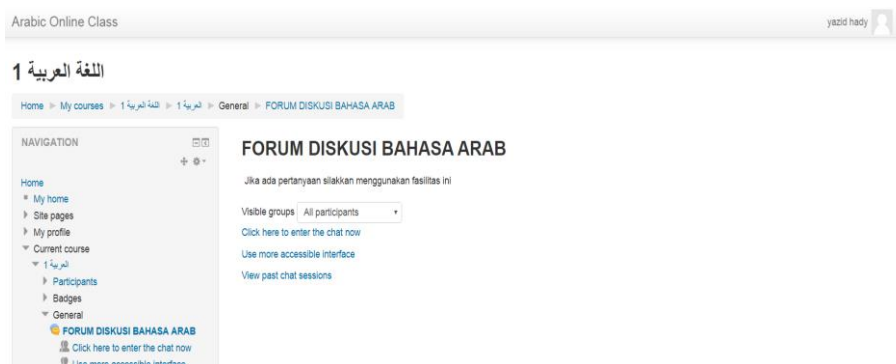 Arabic Online Class
yazid hady
اللغة العربية 1
Home ► My courses ► اللغة العربية 1 ► العربية 1 ► General ► FORUM DISKUSI BAHASA ARAB
NAVIGATION
Home
My home
Site pages
My profile
Current course
العربية 1
Participants
Badges
General
FORUM DISKUSI BAHASA ARAB
Click here to enter the chat now
Use more accessible interface
FORUM DISKUSI BAHASA ARAB
Jika ada pertanyaan silakkan menggunakan fasilitas ini
Visible groups All participants
Click here to enter the chat now
Use more accessible interface
View past chat sessions